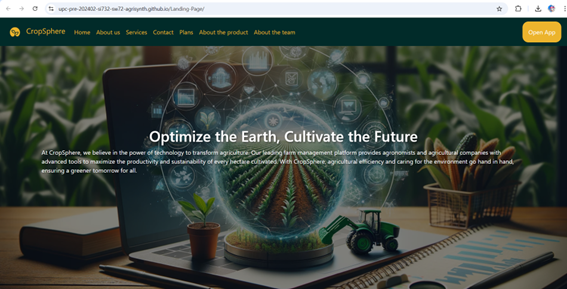 upc-pre-202402-si732-sw72-agrisynth.github.io/Landing-Page/
CropSphere
Home About us Services Contact Plans About the product About the team
Open App
Optimize the Earth, Cultivate the Future
At CropSphere, we believe in the power of technology to transform agriculture. Our leading farm management platform provides agronomists and agricultural companies with
advanced tools to maximize the productivity and sustainability of every hectare cultivated. With CropSphere, agricultural efficiency and caring for the environment go hand in hand,
ensuring a greener tomorrow for all.